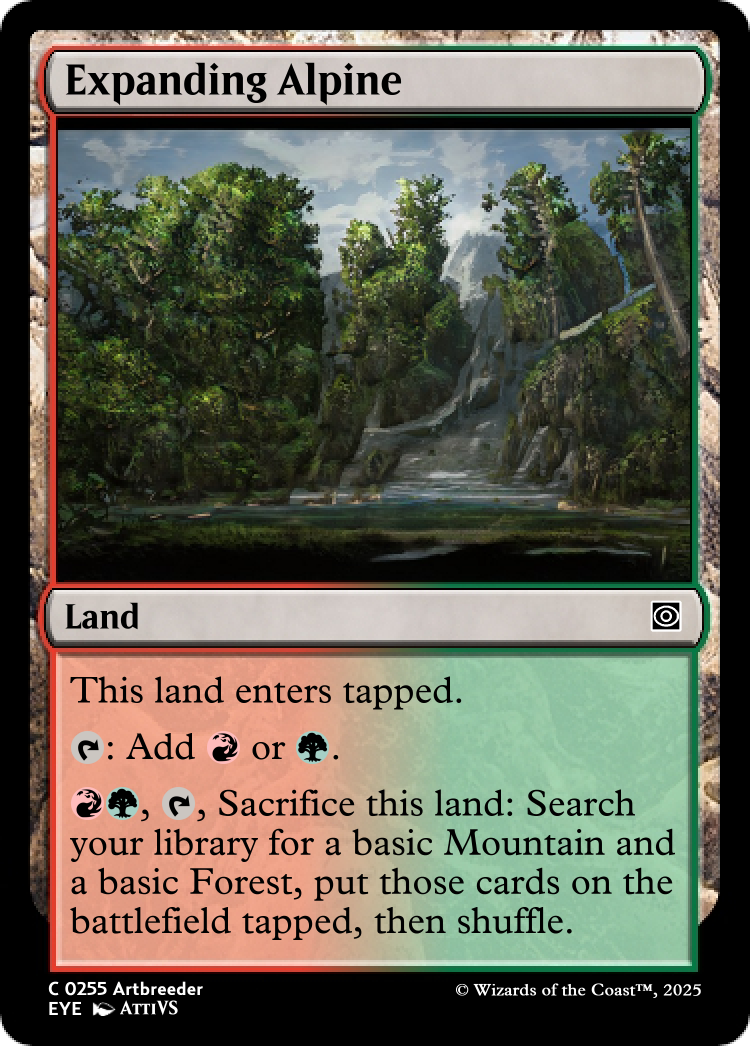 Expanding Alpine
Land
This land enters tapped.
: Add or .
, , Sacrifice this land: Search
your library for a basic Mountain and
a basic Forest, put those cards on the
battlefield tapped, then shuffle.
C 0255 Artbreeder
EYE AttiVS
© Wizards of the Coast™, 2025